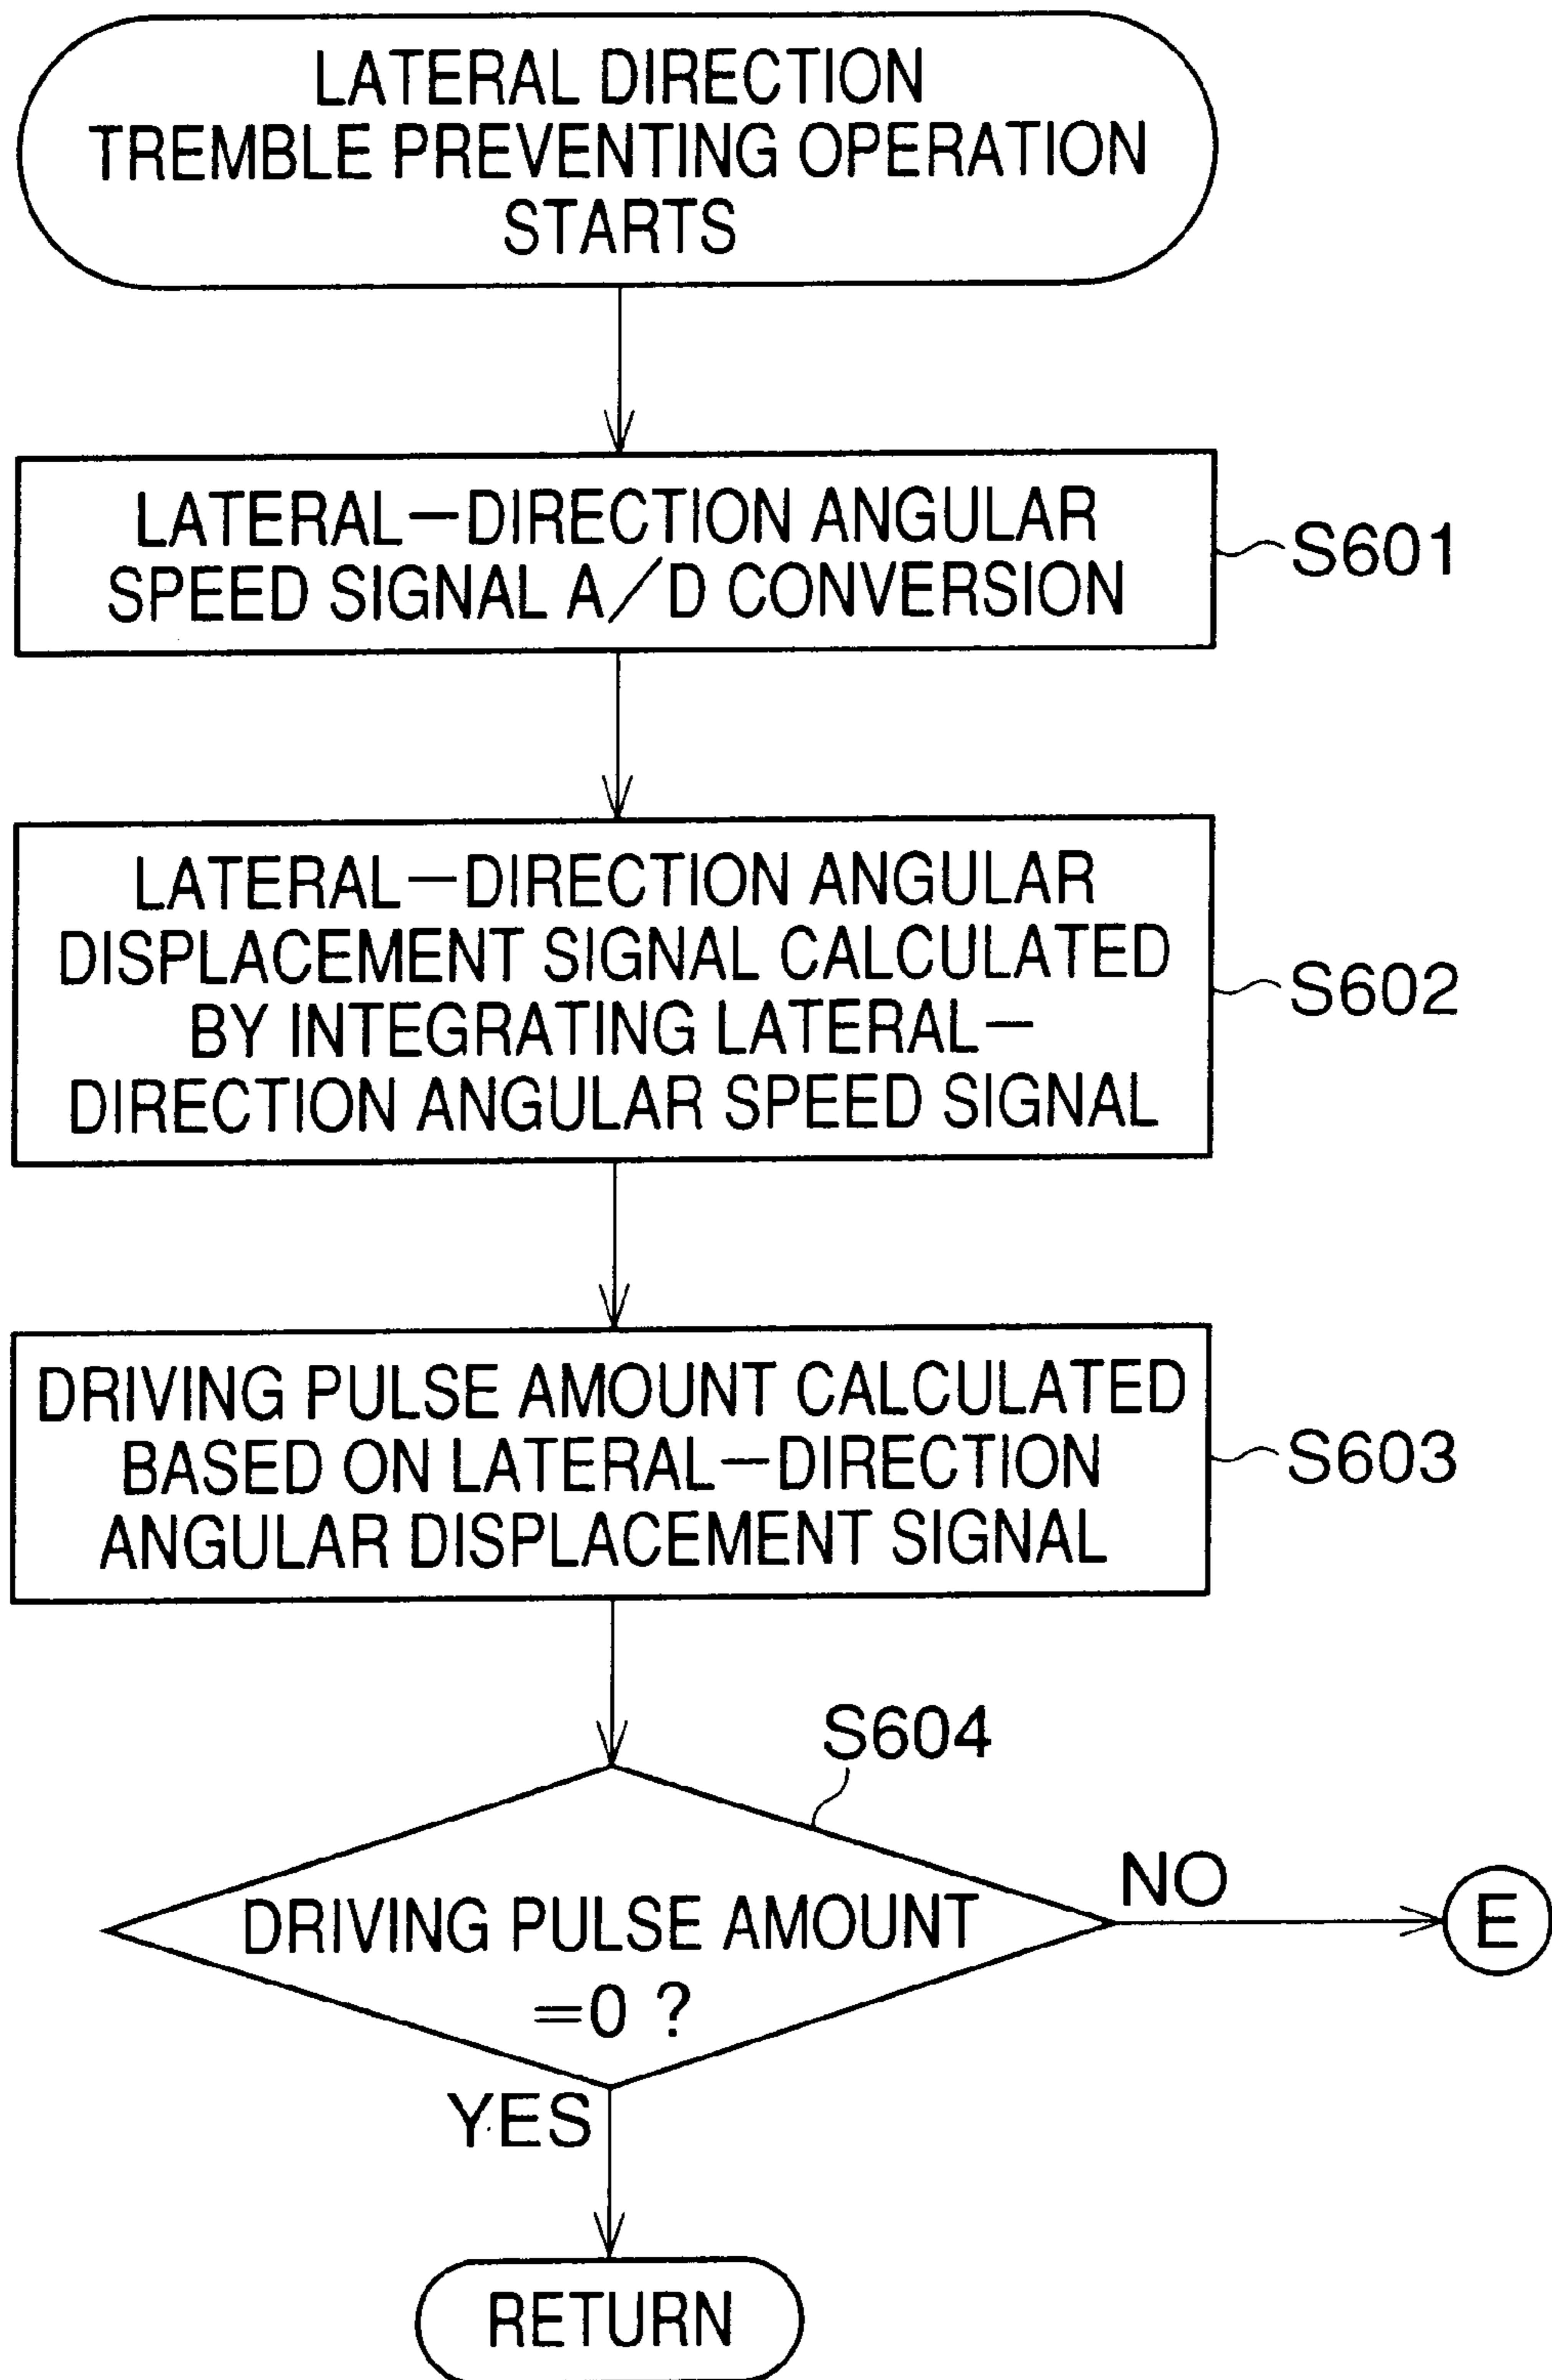 LATERAL DIRECTION
TREMBLE PREVENTING OPERATION
STARTS
LATERAL—DIRECTION ANGULAR
SPEED SIGNAL A/D CONVERSION
S601
LATERAL—DIRECTION ANGULAR
DISPLACEMENT SIGNAL CALCULATED
BY INTEGRATING LATERAL—
DIRECTION ANGULAR SPEED SIGNAL
S602
DRIVING PULSE AMOUNT CALCULATED
BASED ON LATERAL—DIRECTION
ANGULAR DISPLACEMENT SIGNAL
S603
S604
DRIVING PULSE AMOUNT
=0 ?
NO
E
YES
RETURN